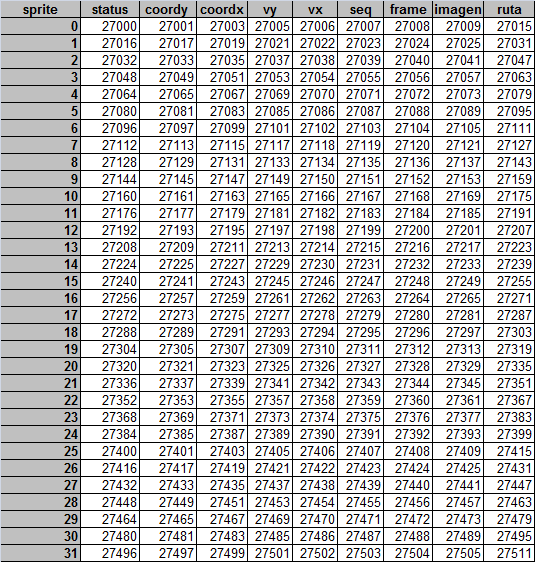 sprite status coordy coordx vy vx seq frame imagen ruta
0 27000 27001 27003 27005 27006 27007 27008 27009 27015
1 27016 27017 27019 27021 27022 27023 27024 27025 27031
2 27032 27033 27035 27037 27038 27039 27040 27041 27047
3 27048 27049 27051 27053 27054 27055 27056 27057 27063
4 27064 27065 27067 27069 27070 27071 27072 27073 27079
5 27080 27081 27083 27085 27086 27087 27088 27089 27095
6 27096 27097 27099 27101 27102 27103 27104 27105 27111
7 27112 27113 27115 27117 27118 27119 27120 27121 27127
8 27128 27129 27131 27133 27134 27135 27136 27137 27143
9 27144 27145 27147 27149 27150 27151 27152 27153 27159
10 27160 27161 27163 27165 27166 27167 27168 27169 27175
11 27176 27177 27179 27181 27182 27183 27184 27185 27191
12 27192 27193 27195 27197 27198 27199 27200 27201 27207
13 27208 27209 27211 27213 27214 27215 27216 27217 27223
14 27224 27225 27227 27229 27230 27231 27232 27233 27239
15 27240 27241 27243 27245 27246 27247 27248 27249 27255
16 27256 27257 27259 27261 27262 27263 27264 27265 27271
17 27272 27273 27275 27277 27278 27279 27280 27281 27287
18 27288 27289 27291 27293 27294 27295 27296 27297 27303
19 27304 27305 27307 27309 27310 27311 27312 27313 27319
20 27320 27321 27323 27325 27326 27327 27328 27329 27335
21 27336 27337 27339 27341 27342 27343 27344 27345 27351
22 27352 27353 27355 27357 27358 27359 27360 27361 27367
23 27368 27369 27371 27373 27374 27375 27376 27377 27383
24 27384 27385 27387 27389 27390 27391 27392 27393 27399
25 27400 27401 27403 27405 27406 27407 27408 27409 27415
26 27416 27417 27419 27421 27422 27423 27424 27425 27431
27 27432 27433 27435 27437 27438 27439 27440 27441 27447
28 27448 27449 27451 27453 27454 27455 27456 27457 27463
29 27464 27465 27467 27469 27470 27471 27472 27473 27479
30 27480 27481 27483 27485 27486 27487 27488 27489 27495
31 27496 27497 27499 27501 27502 27503 27504 27505 27511